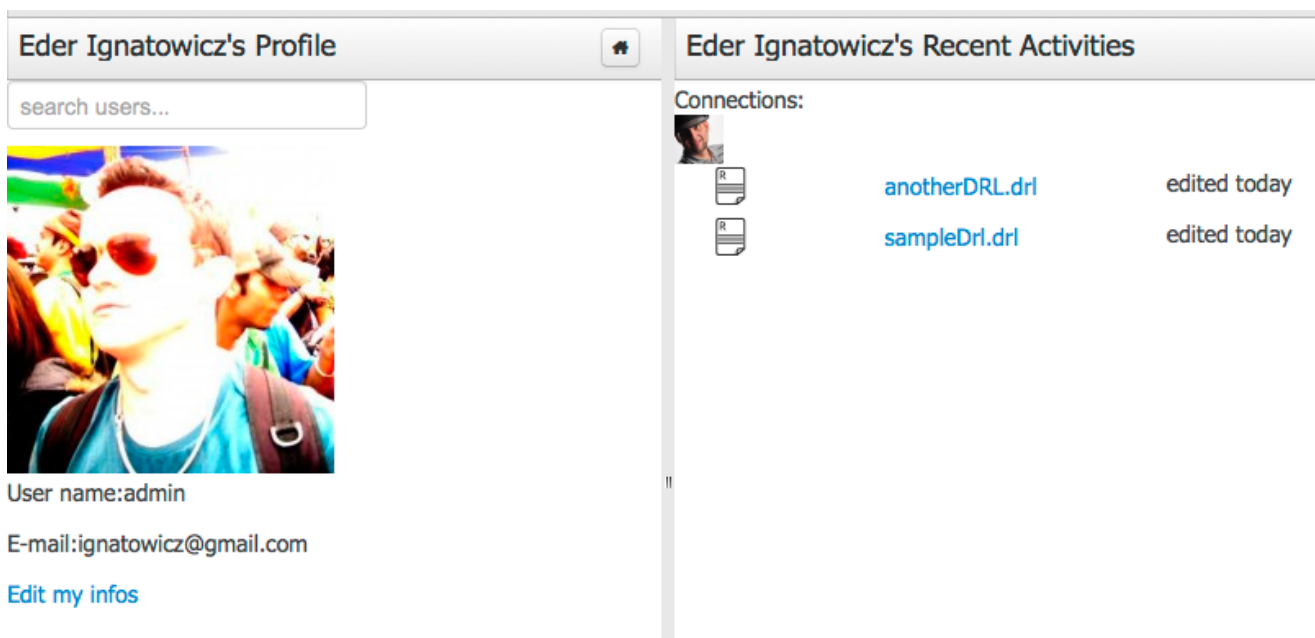 Eder Ignatowicz's Profile
search users...
User name:admin
E-mail:ignatowicz@gmail.com
Edit my infos
Eder Ignatowicz's Recent Activities
Connections:
R anotherDRL.drl edited today
R sampleDrl.drl edited today